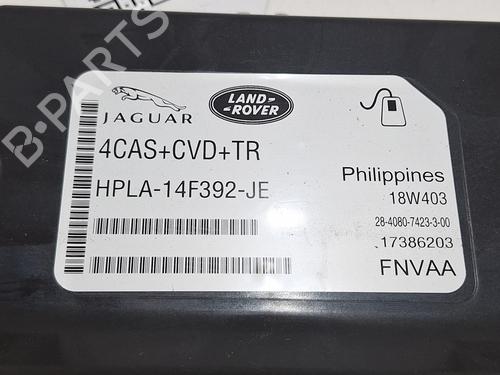 JAGUAR
LAND-
ROVER
4CAS+CVD+TR
HPLA-14F392-JE
Philippines
18W403
28-4080-7423-3-00
17386203
FNVAA
B-PARTS